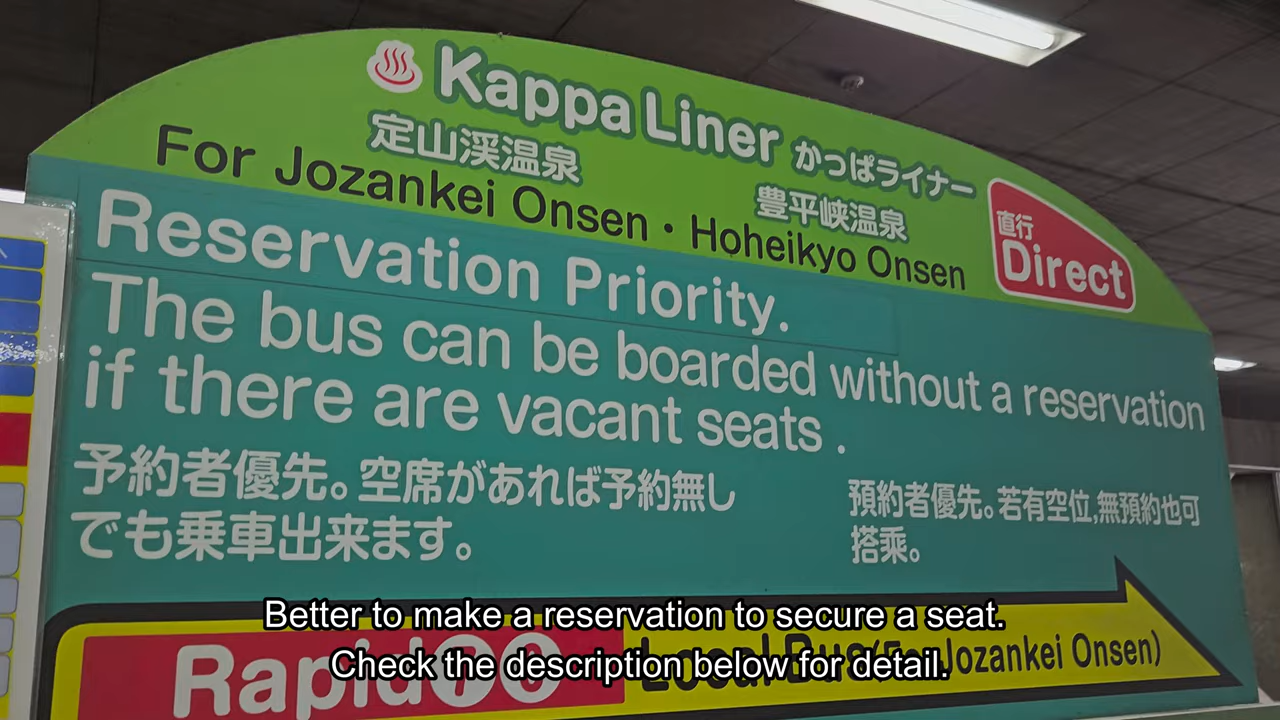 Kappa Liner かっぱライナー
定山渓温泉 豊平峡温泉
For Jozankei Onsen・Hoheikyo Onsen
直行
Direct
Reservation Priority.
The bus can be boarded without a reservation
if there are vacant seats .
予約者優先。空席があれば予約無し
でも乗車出来ます。
預約者優先。若有空位,無預約也可
搭乘。
Better to make a reservation to secure a seat.
Rapid Local Bus(For Jozankei Onsen)
Check the description below for detail.